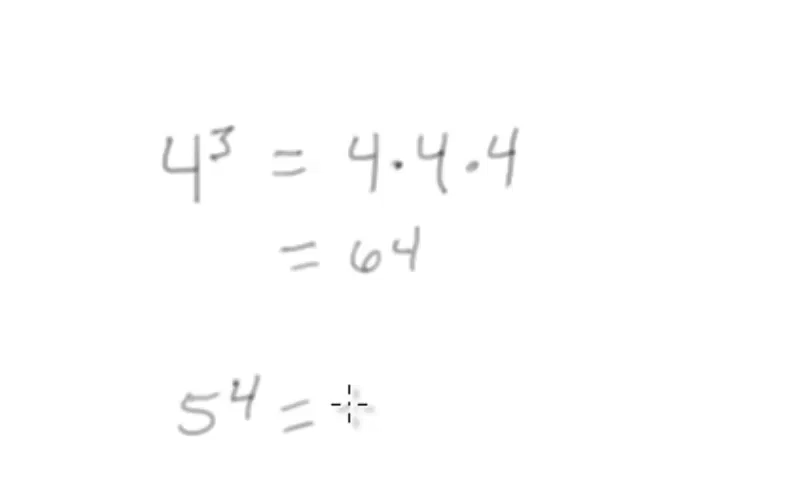 4³ = 4·4·4
= 64
5⁴ =